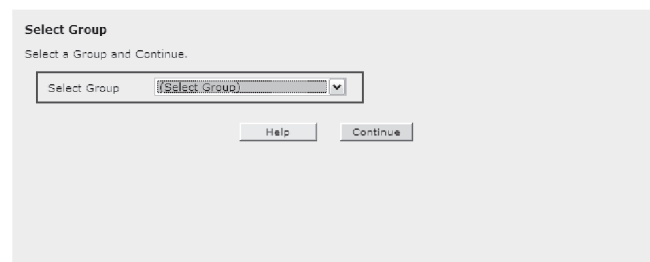 Select Group
Select a Group and Continue.
Select Group (Select Group)
Help Continue